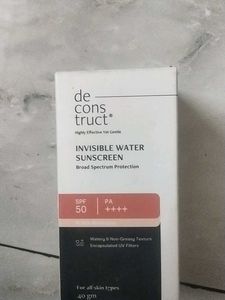 de
cons
truct®
Highly Effective Yet Gentle
INVISIBLE WATER
SUNSCREEN
Broad Spectrum Protection
SPF
50
PA
++++
Watery & Non-Greasy Texture
Encapsulated UV Filters
For all skin types
40 gm